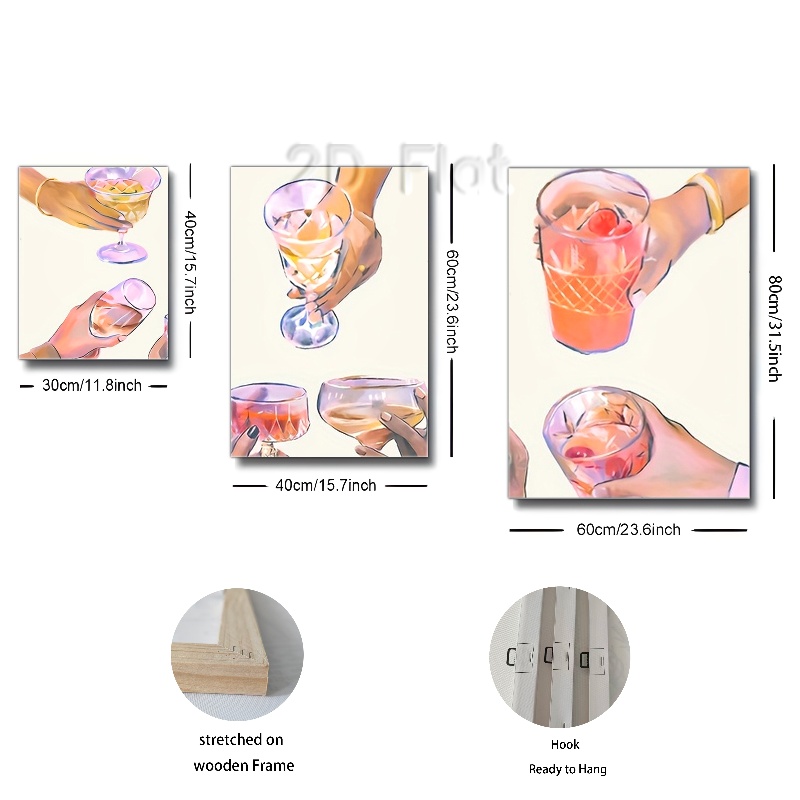 2D Flat
40cm/15.7inch
30cm/11.8inch
60cm/23.6inch
40cm/15.7inch
80cm/31.5inch
60cm/23.6inch
stretched on
wooden Frame
Hook
Ready to Hang